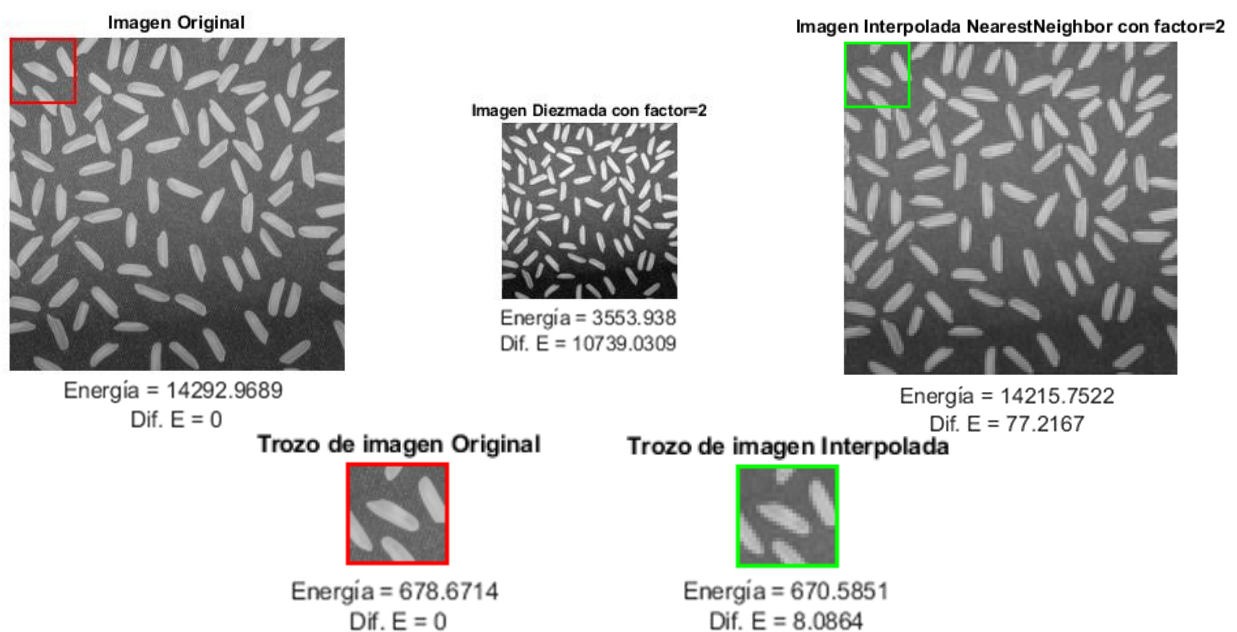 Imagen Original
Imagen Interpolada NearestNeighbor con factor=2
Imagen Diezmada con factor=2
Energía = 3553.938
Dif. E = 10739.0309
Energía = 14292.9689
Dif. E = 0
Energía = 14215.7522
Dif. E = 77.2167
Trozo de imagen Original
Trozo de imagen Interpolada
Energía = 678.6714
Dif. E = 0
Energía = 670.5851
Dif. E = 8.0864